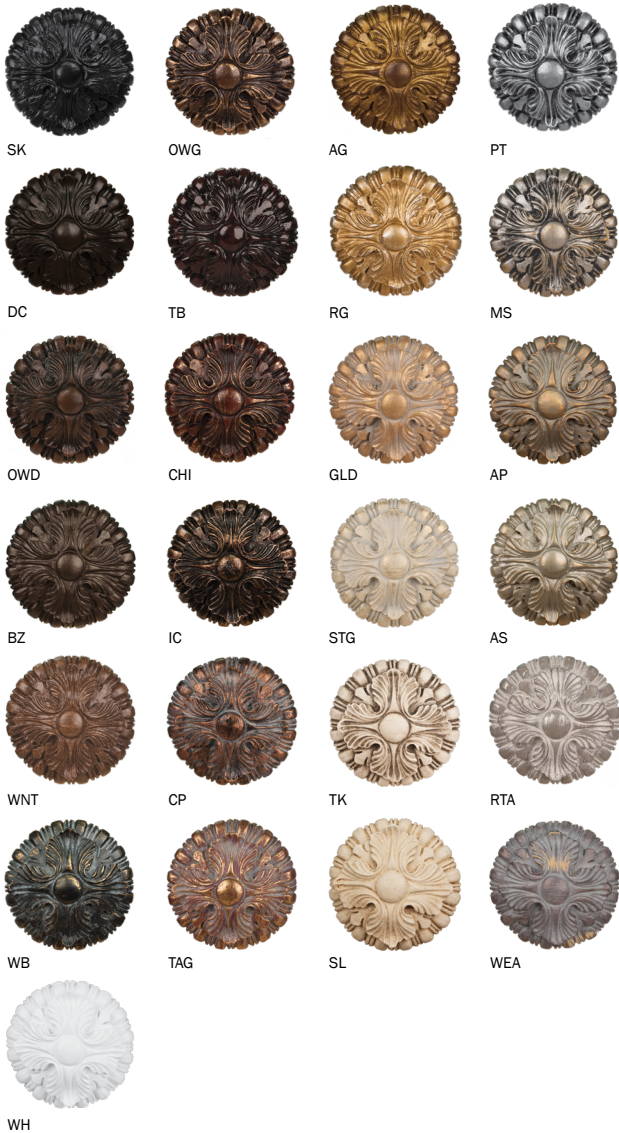 SK OWG AG PT
DC TB RG MS
OWD CHI GLD AP
BZ IC STG AS
WNT CP TK RTA
WB TAG SL WEA
WH